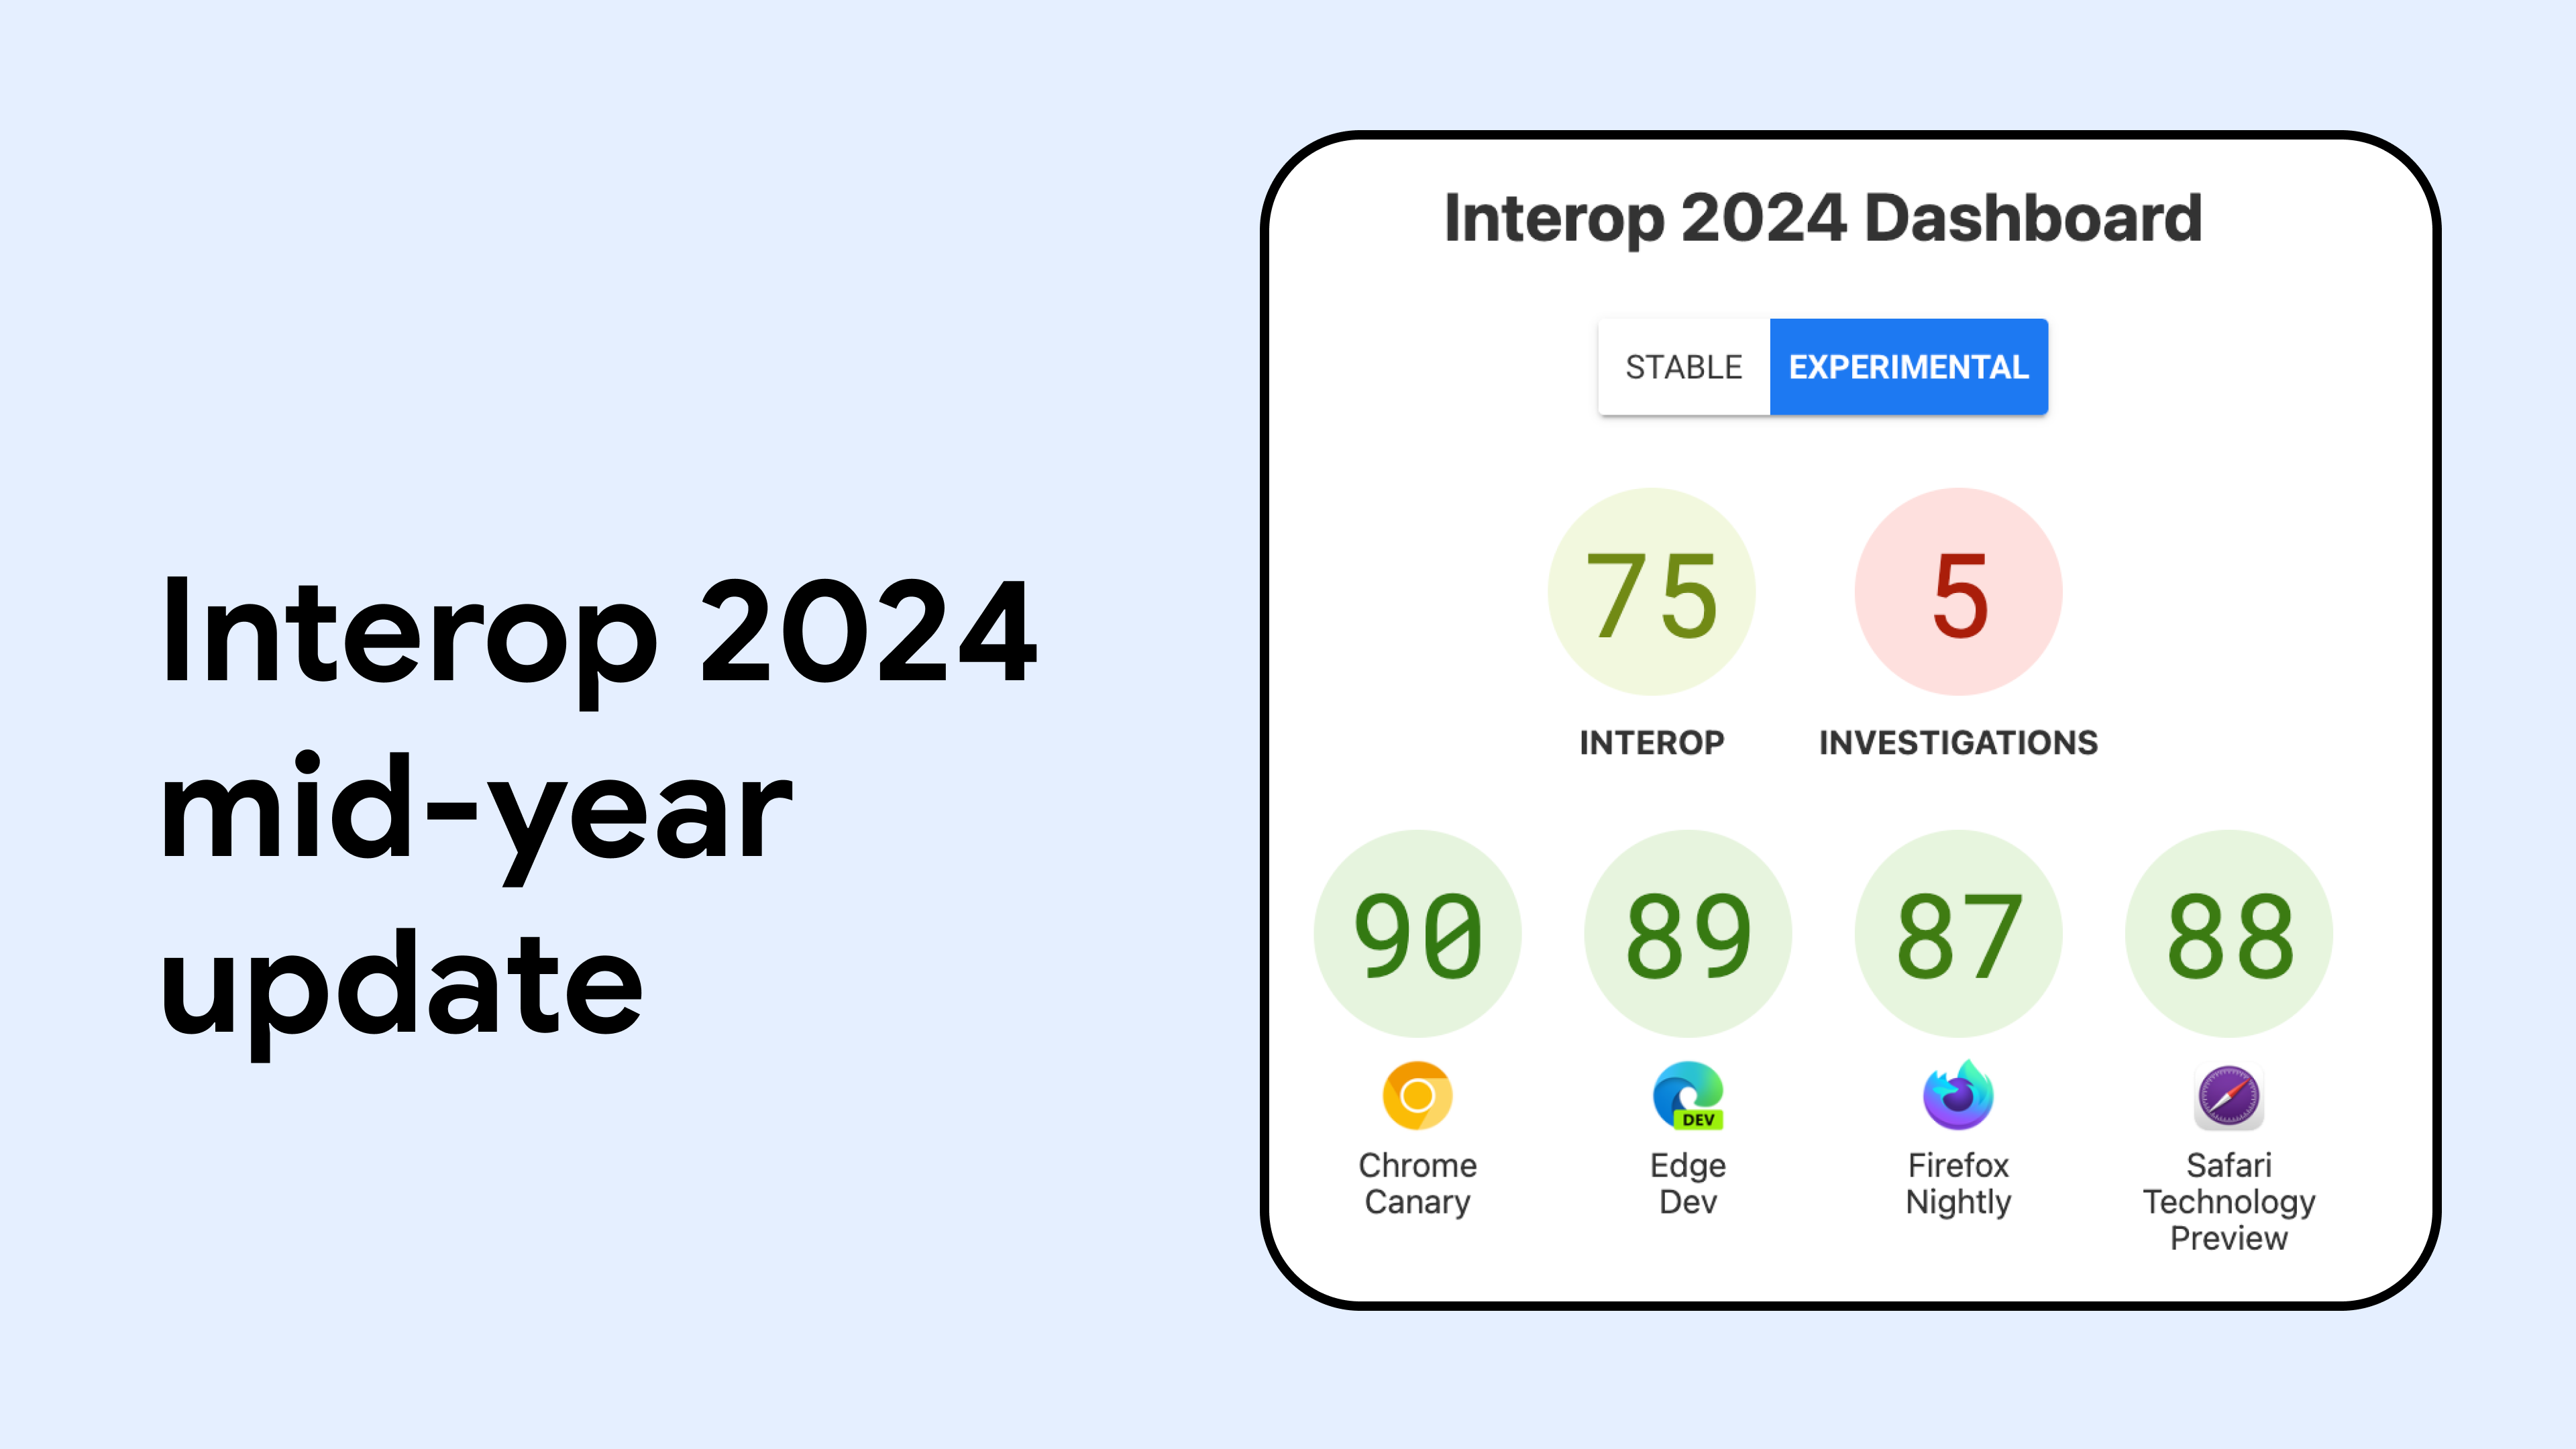 Interop 2024
mid-year
update
Interop 2024 Dashboard
STABLE EXPERIMENTAL
75 5
INTEROP INVESTIGATIONS
90 89 87 88
DEV
Chrome
Canary
Edge
Dev
Firefox
Nightly
Safari
Technology
Preview